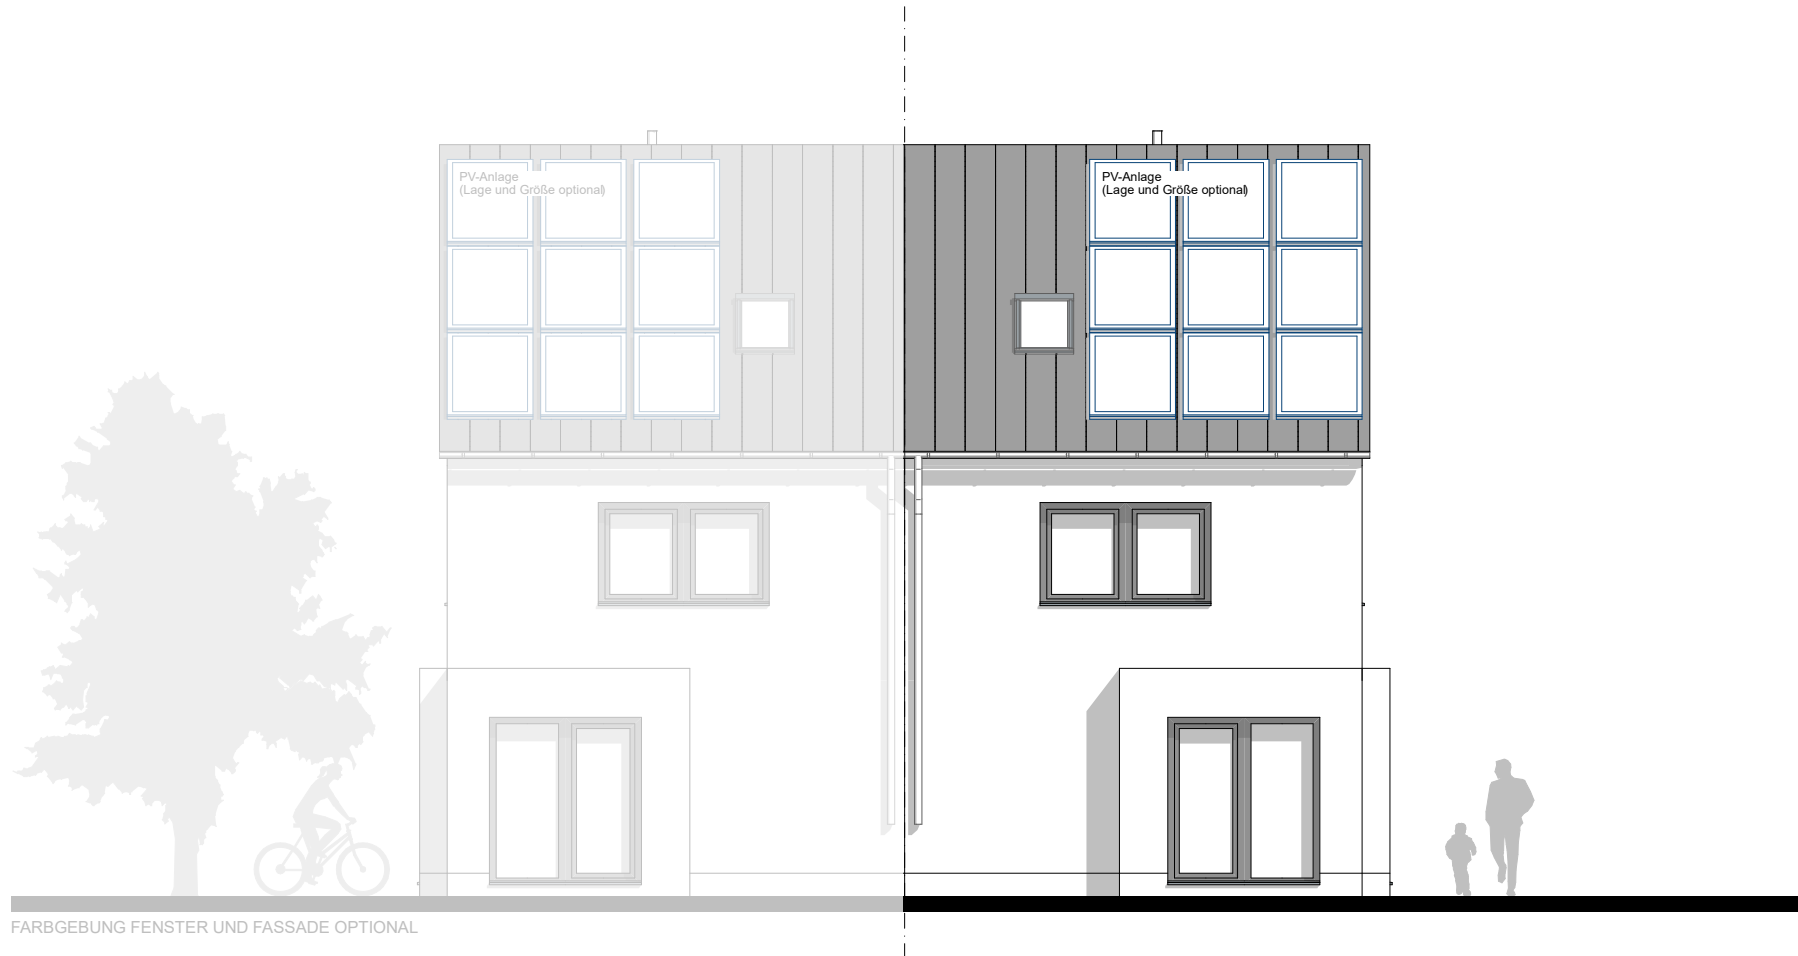 PV-Anlage
(Lage und Größe optional)
PV-Anlage
(Lage und Größe optional)
FARBGEBUNG FENSTER UND FASSADE OPTIONAL